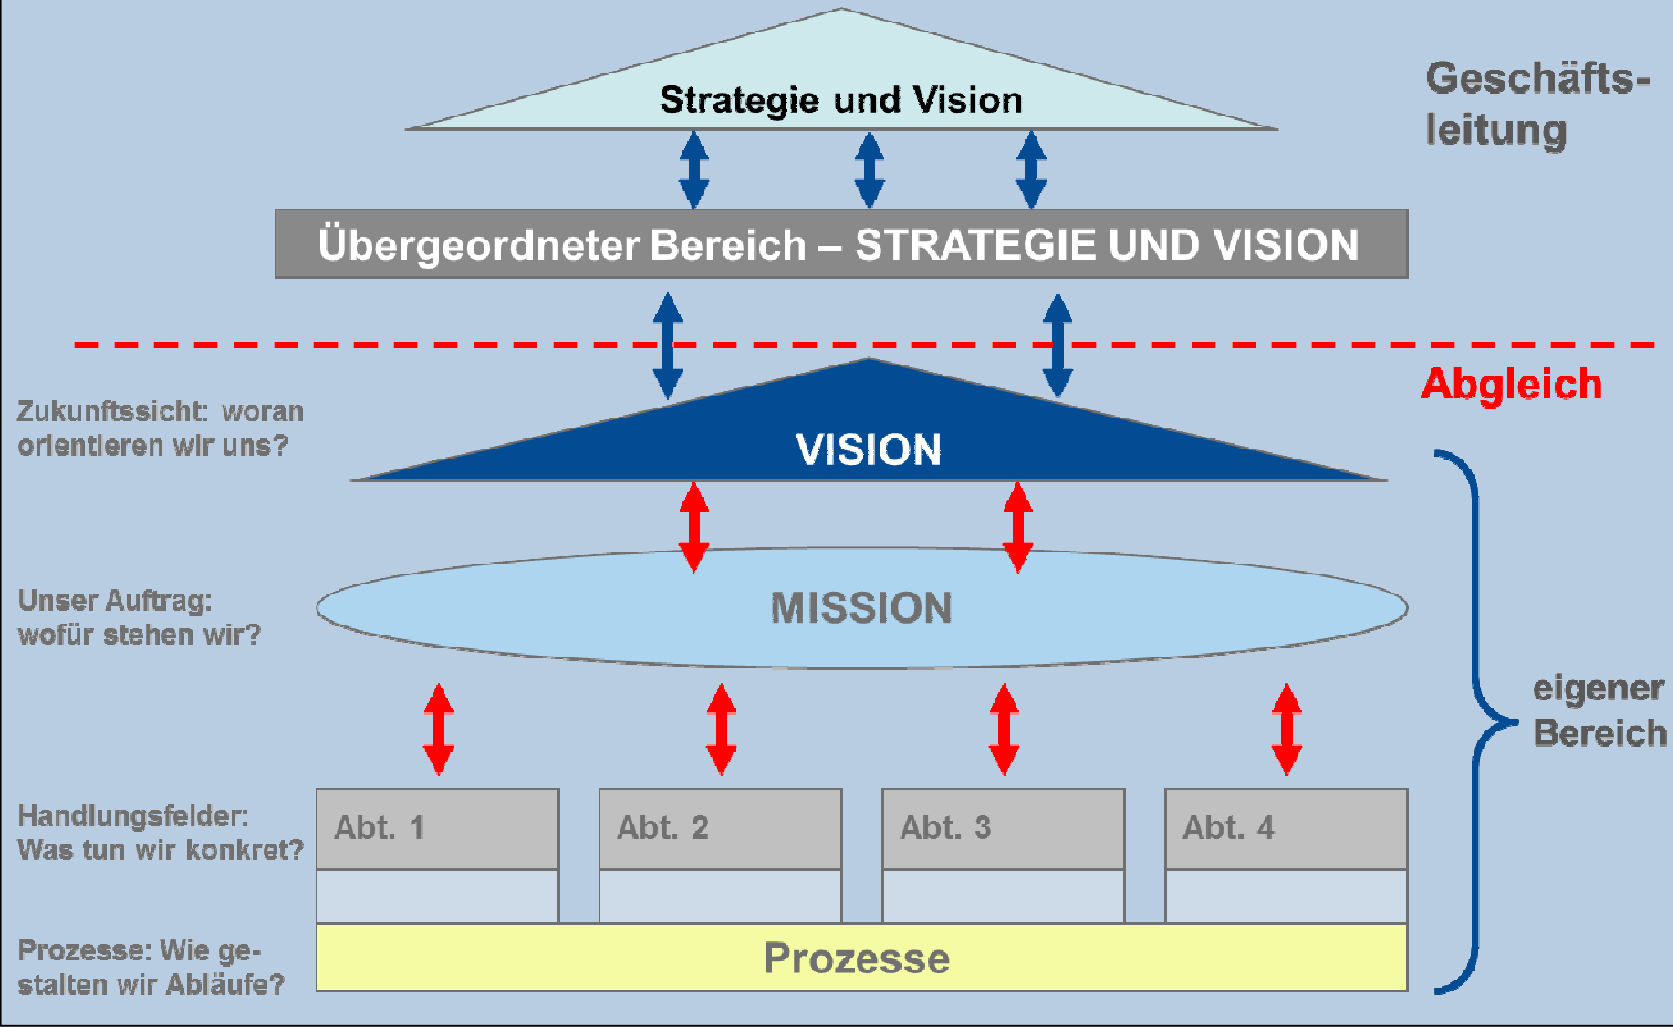 Strategie und Vision
Geschäfts-
leitung
Übergeordneter Bereich – STRATEGIE UND VISION
Abgleich
Zukunftssicht: woran
orientieren wir uns?
VISION
Unser Auftrag:
wofür stehen wir?
MISSION
eigener
Bereich
Handlungsfelder:
Was tun wir konkret?
Abt. 1
Abt. 2
Abt. 3
Abt. 4
Prozesse: Wie ge-
stalten wir Abläufe?
Prozesse